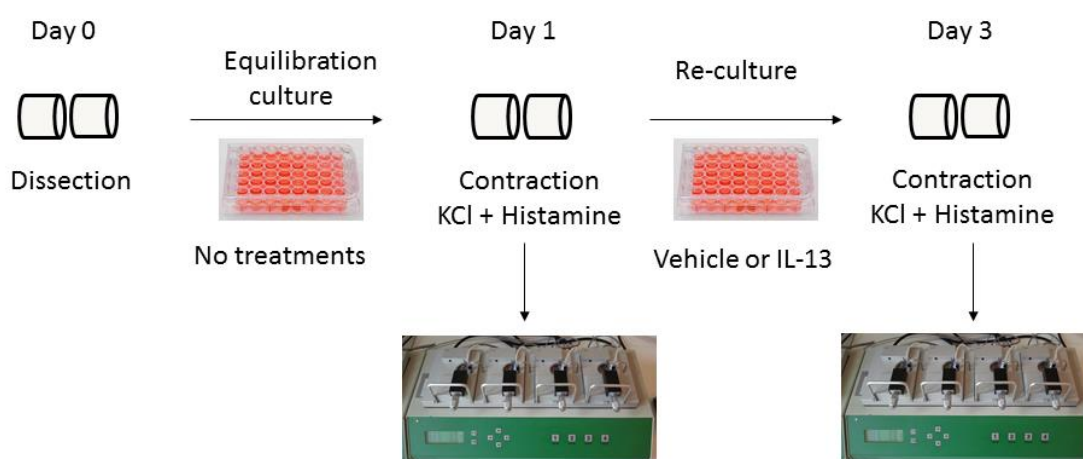 Day 0
Equilibration
culture
Dissection
No treatments
Day 1
Contraction
KCl + Histamine
Re-culture
Vehicle or IL-13
Day 3
Contraction
KCl + Histamine